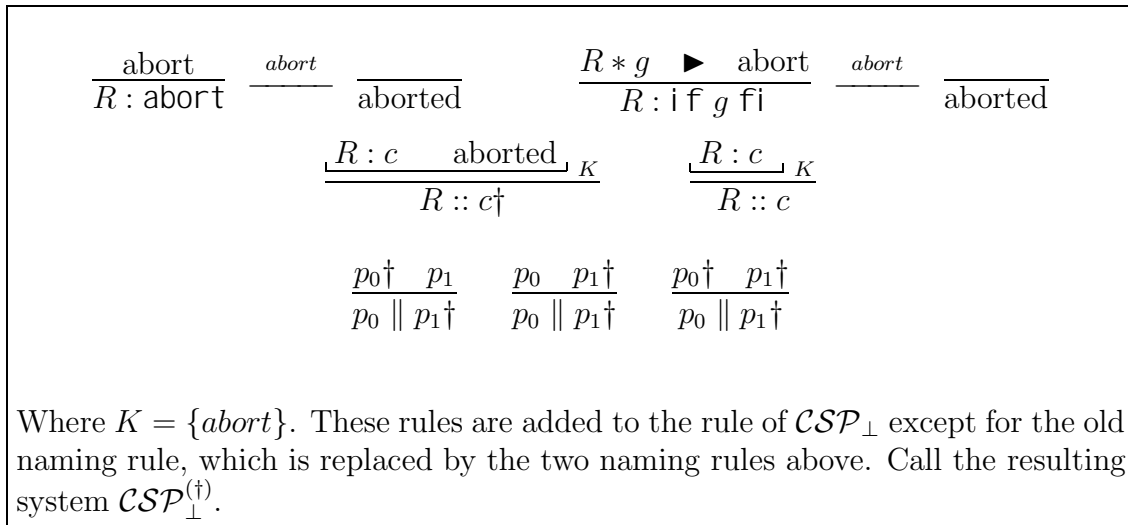 abort abort R * g ▶ abort abort
R : abort aborted R : if g fi aborted
R : c aborted K R : c K
R :: c† R :: c
p₀† p₁ p₀ p₁† p₀† p₁†
p₀ ∥ p₁† p₀ ∥ p₁† p₀ ∥ p₁†
Where K = {abort}. These rules are added to the rule of CSP⊥ except for the old
naming rule, which is replaced by the two naming rules above. Call the resulting
system CSP⊥(†).